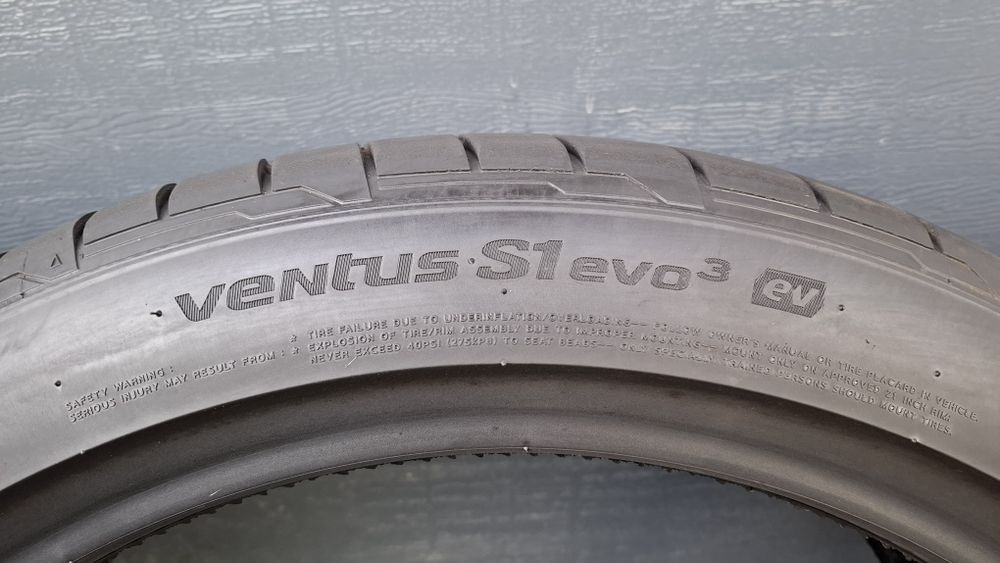 ventus S1 evo³ ev
SAFETY WARNING :
SERIOUS INJURY MAY RESULT FROM :
* TIRE FAILURE DUE TO UNDERINFLATION/OVERLOADING-- FOLLOW OWNER'S MANUAL OR TIRE PLACARD IN VEHICLE.
* EXPLOSION OF TIRE/RIM ASSEMBLY DUE TO IMPROPER MOUNTING-- MOUNT ONLY ON APPROVED 21 INCH RIM.
NEVER EXCEED 40PSI (275kPa) TO SEAT BEADS-- ONLY SPECIALLY TRAINED PERSONS SHOULD MOUNT TIRES.